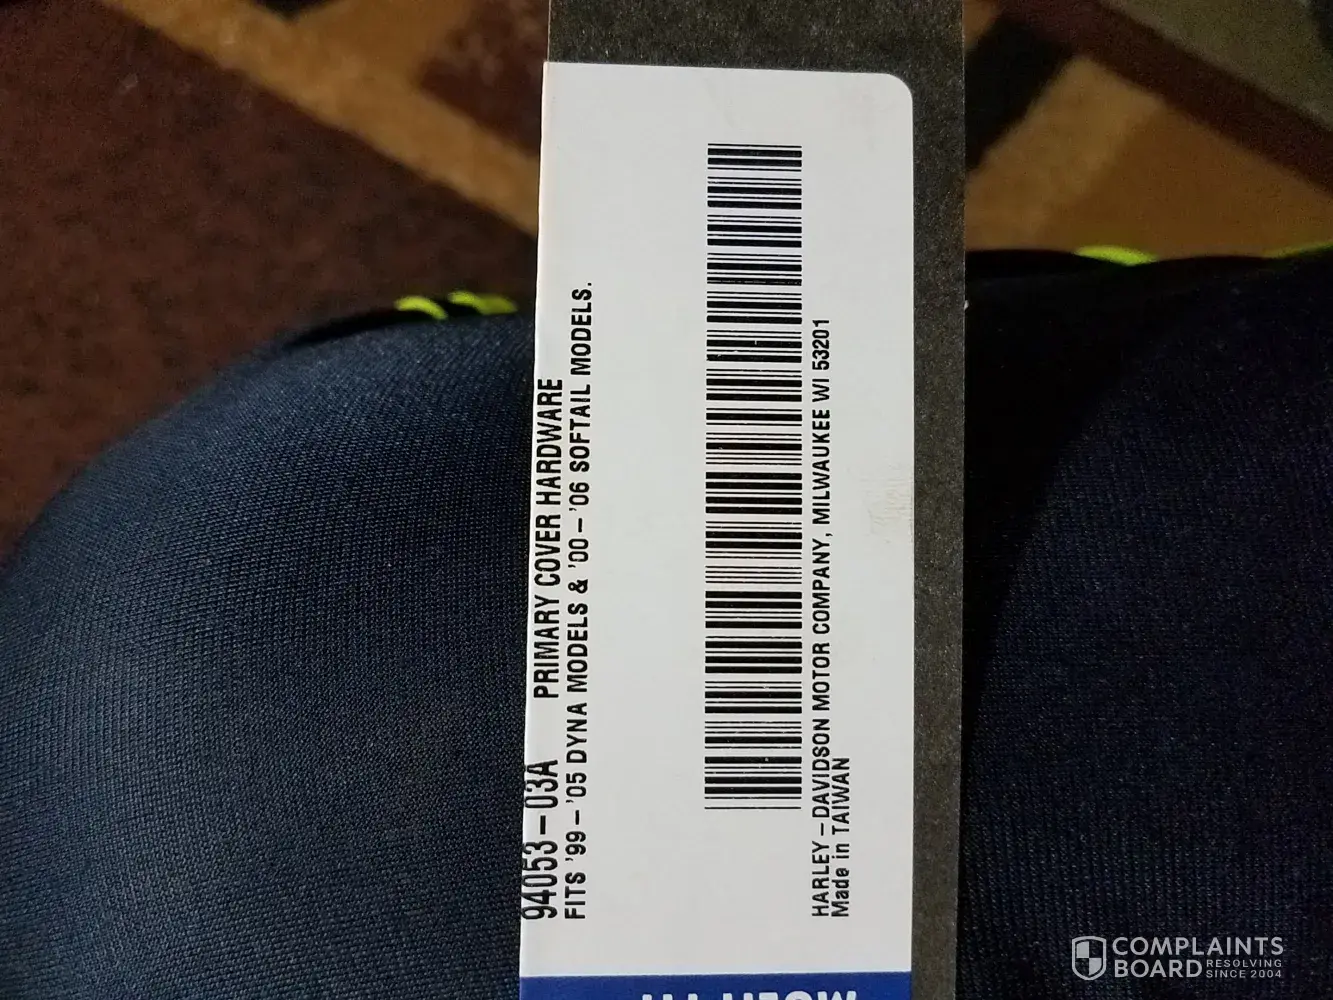 94053-03A PRIMARY COVER HARDWARE
FITS '99-'05 DYNA MODELS & '00-'06 SOFTAIL MODELS.
HARLEY-DAVIDSON MOTOR COMPANY, MILWAUKEE WI 53201
Made in TAIWAN
COMPLAINTS
BOARD RESOLVING
SINCE 2004